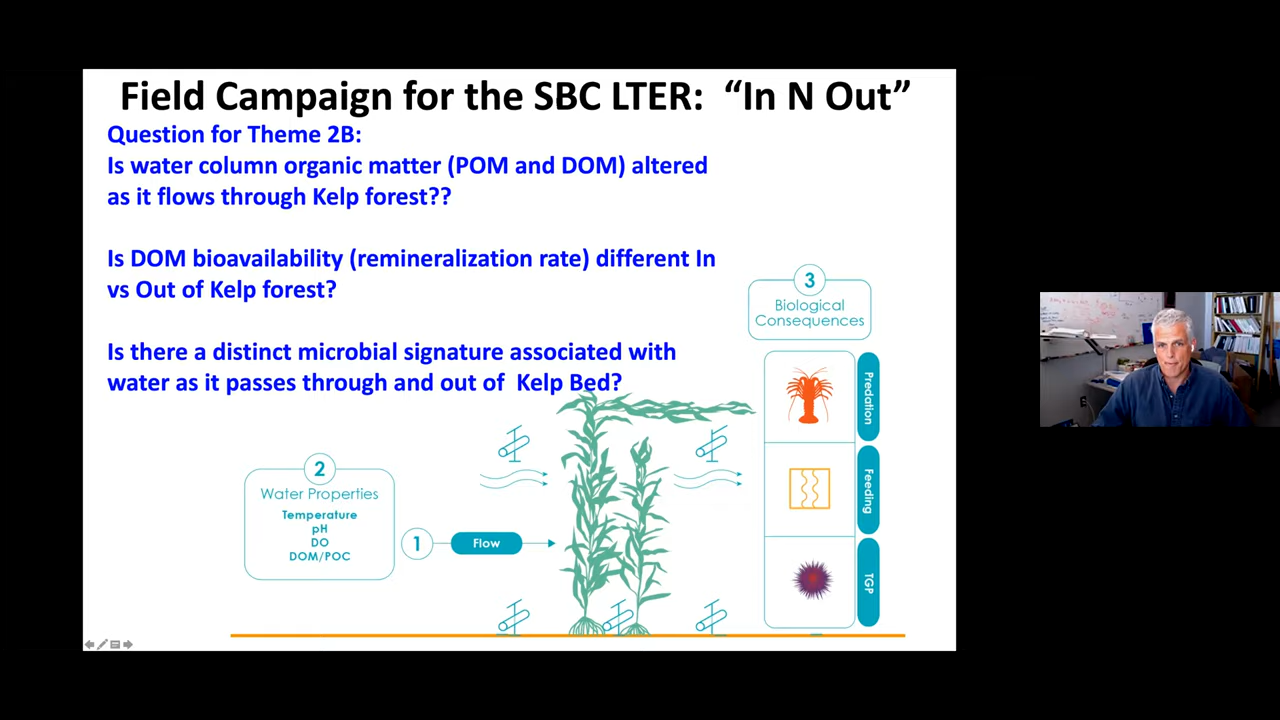 Field Campaign for the SBC LTER:  “In N Out”
Question for Theme 2B:
Is water column organic matter (POM and DOM) altered
as it flows through Kelp forest??
Is DOM bioavailability (remineralization rate) different In
vs Out of Kelp forest?
Is there a distinct microbial signature associated with
water as it passes through and out of  Kelp Bed?
3
Biological
Consequences
Predation
Feeding
TGP
2
Water Properties
Temperature
pH
DO
DOM/POC
1
Flow